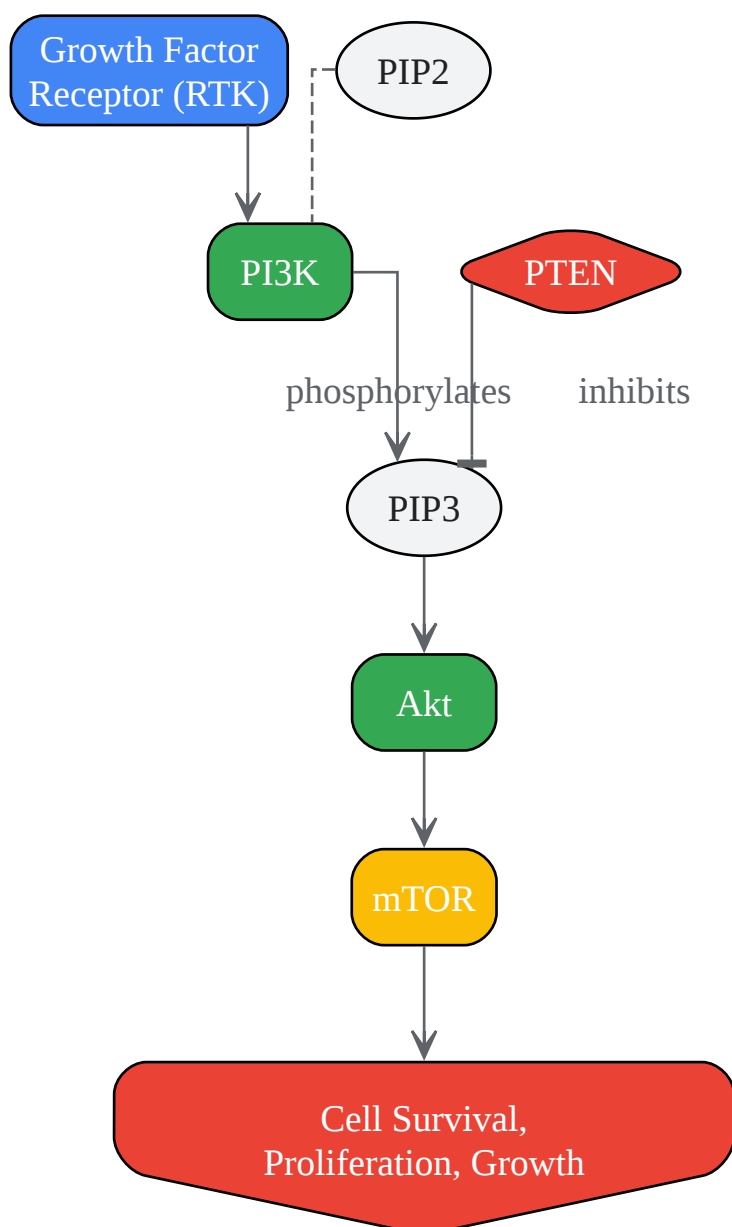 Growth Factor
Receptor (RTK)
PIP2
PI3K
PTEN
phosphorylates
inhibits
PIP3
Akt
mTOR
Cell Survival,
Proliferation, Growth